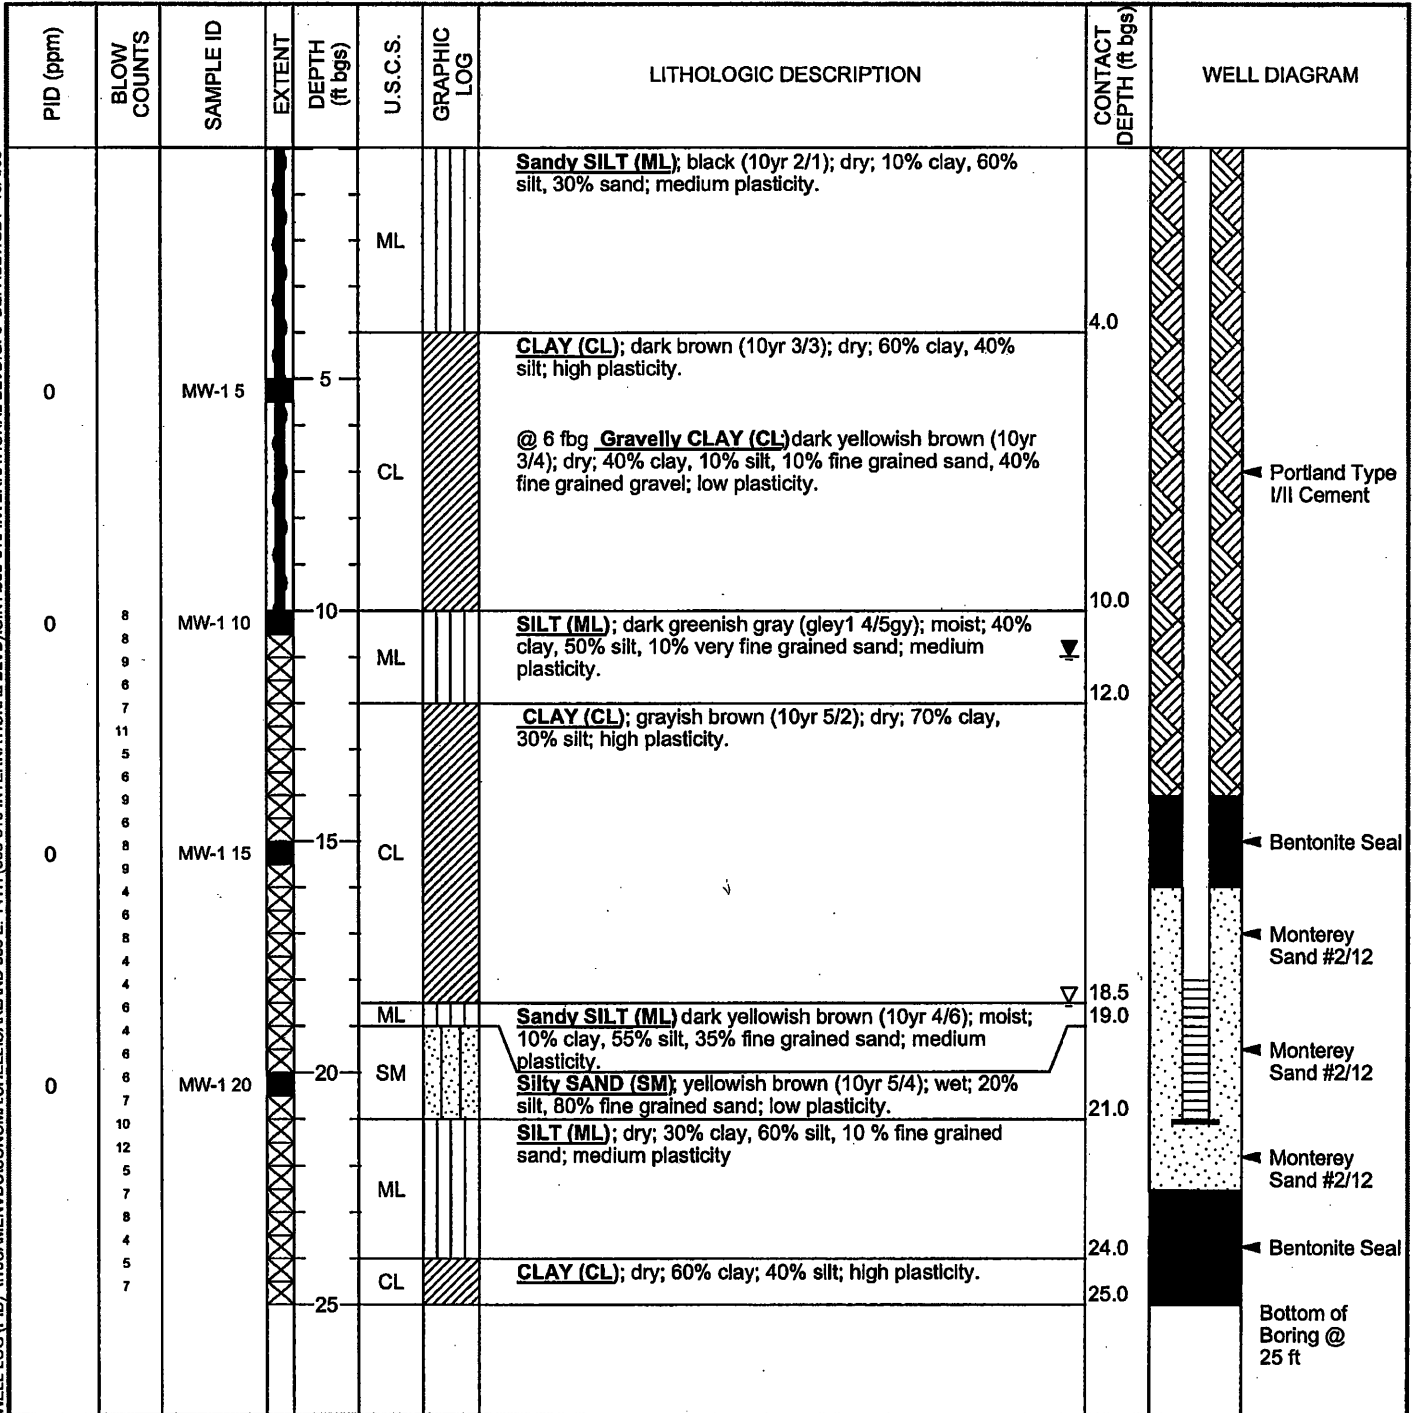 PID (ppm)
BLOW
COUNTS
SAMPLE ID
EXTENT
DEPTH
(ft bgs)
U.S.C.S.
GRAPHIC
LOG
LITHOLOGIC DESCRIPTION
CONTACT
DEPTH (ft bgs)
WELL DIAGRAM
Sandy SILT (ML); black (10yr 2/1); dry; 10% clay, 60%
silt, 30% sand; medium plasticity.
ML
4.0
CLAY (CL); dark brown (10yr 3/3); dry; 60% clay, 40%
silt; high plasticity.
0
MW-1 5
5
@ 6 fbg Gravelly CLAY (CL;)dark yellowish brown (10yr
3/4); dry; 40% clay, 10% silt, 10% fine grained sand, 40%
fine grained gravel; low plasticity.
CL
Portland Type
I/II Cement
10.0
0
8
MW-1 10
10
SILT (ML); dark greenish gray (gley1 4/5gy); moist; 40%
clay, 50% silt, 10% very fine grained sand; medium
plasticity.
8
9
ML
6
12.0
7
CLAY (CL); grayish brown (10yr 5/2); dry; 70% clay,
30% silt; high plasticity.
11
5
6
9
6
0
8
MW-1 15
15
CL
Bentonite Seal
9
4
6
8
Monterey
Sand #2/12
4
4
18.5
6
ML
Sandy SILT (ML) dark yellowish brown (10yr 4/6); moist;
10% clay, 55% silt, 35% fine grained sand; medium
plasticity.
19.0
4
6
Monterey
Sand #2/12
0
6
MW-1 20
20
SM
Silty SAND (SM); yellowish brown (10yr 5/4); wet; 20%
silt, 80% fine grained sand; low plasticity.
7
21.0
10
SILT (ML); dry; 30% clay, 60% silt, 10 % fine grained
sand; medium plasticity
12
5
Monterey
Sand #2/12
7
ML
8
4
24.0
Bentonite Seal
5
CL
CLAY (CL); dry; 60% clay; 40% silt; high plasticity.
7
25.0
25
Bottom of
Boring @
25 ft